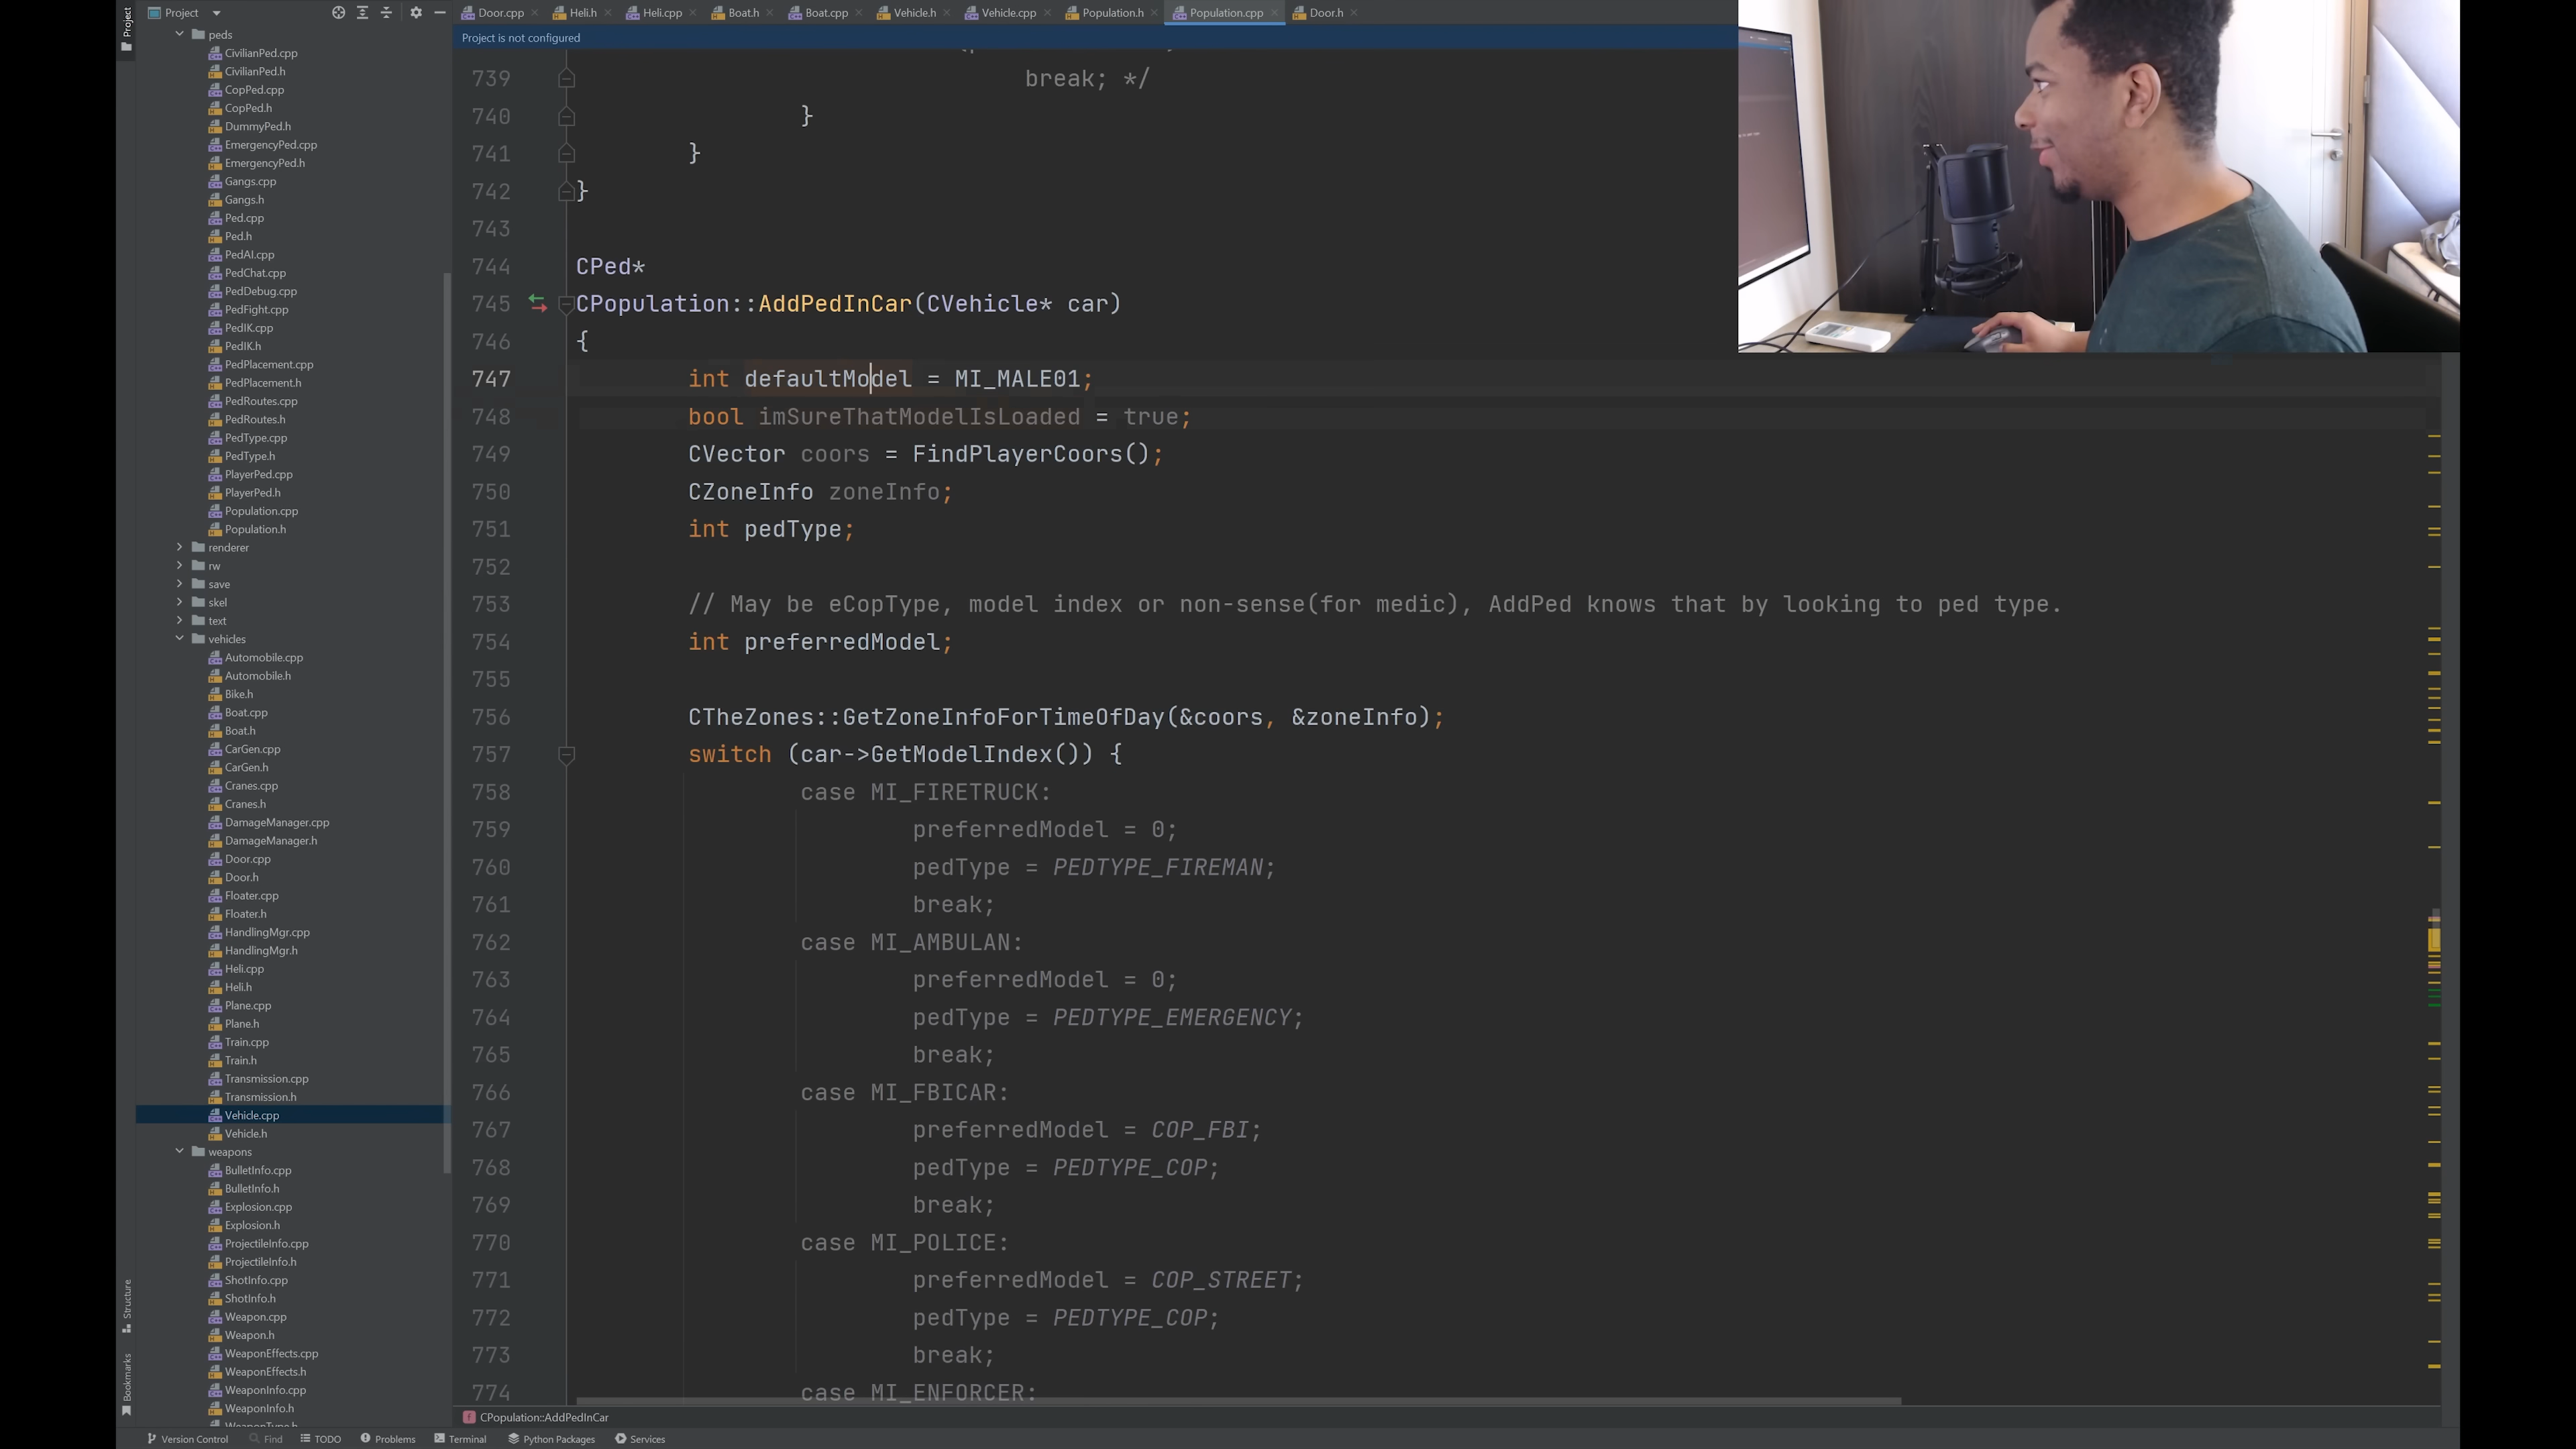 Project
Door.cpp
Heli.h
Heli.cpp
Boat.h
Boat.cpp
Vehicle.h
Vehicle.cpp
Population.h
Population.cpp
Door.h
Project is not configured
Project
peds
CivilianPed.cpp
CivilianPed.h
CopPed.cpp
CopPed.h
DummyPed.h
EmergencyPed.cpp
EmergencyPed.h
Gangs.cpp
Gangs.h
Ped.cpp
Ped.h
PedAI.cpp
PedChat.cpp
PedDebug.cpp
PedFight.cpp
PedIK.cpp
PedIK.h
PedPlacement.cpp
PedPlacement.h
PedRoutes.cpp
PedRoutes.h
PedType.cpp
PedType.h
PlayerPed.cpp
PlayerPed.h
Population.cpp
Population.h
renderer
rw
save
skel
text
vehicles
Automobile.cpp
Automobile.h
Bike.h
Boat.cpp
Boat.h
CarGen.cpp
CarGen.h
Cranes.cpp
Cranes.h
DamageManager.cpp
DamageManager.h
Door.cpp
Door.h
Floater.cpp
Floater.h
HandlingMgr.cpp
HandlingMgr.h
Heli.cpp
Heli.h
Plane.cpp
Plane.h
Train.cpp
Train.h
Transmission.cpp
Transmission.h
Vehicle.cpp
Vehicle.h
weapons
BulletInfo.cpp
BulletInfo.h
Explosion.cpp
Explosion.h
ProjectileInfo.cpp
ProjectileInfo.h
ShotInfo.cpp
ShotInfo.h
Weapon.cpp
Weapon.h
WeaponEffects.cpp
WeaponEffects.h
WeaponInfo.cpp
WeaponInfo.h
WeaponType.h
Structure
Bookmarks
739 break; */
740 }
741 }
742 }
743
744 CPed*
745 CPopulation::AddPedInCar(CVehicle* car)
746 {
747 int defaultModel = MI_MALE01;
748 bool imSureThatModelIsLoaded = true;
749 CVector coors = FindPlayerCoors();
750 CZoneInfo zoneInfo;
751 int pedType;
752
753 // May be eCopType, model index or non-sense(for medic), AddPed knows that by looking to ped type.
754 int preferredModel;
755
756 CTheZones::GetZoneInfoForTimeOfDay(&coors, &zoneInfo);
757 switch (car->GetModelIndex()) {
758 case MI_FIRETRUCK:
759 preferredModel = 0;
760 pedType = PEDTYPE_FIREMAN;
761 break;
762 case MI_AMBULAN:
763 preferredModel = 0;
764 pedType = PEDTYPE_EMERGENCY;
765 break;
766 case MI_FBICAR:
767 preferredModel = COP_FBI;
768 pedType = PEDTYPE_COP;
769 break;
770 case MI_POLICE:
771 preferredModel = COP_STREET;
772 pedType = PEDTYPE_COP;
773 break;
774 case MI_ENFORCER:
CPopulation::AddPedInCar
Version Control Find TODO Problems Terminal Python Packages Services